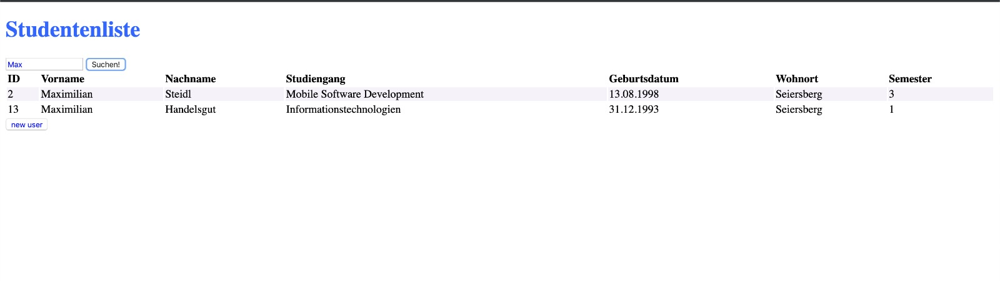 Studentenliste
Max Suchen!
ID Vorname Nachname Studiengang Geburtsdatum Wohnort Semester
2 Maximilian Steidl Mobile Software Development 13.08.1998 Seiersberg 3
13 Maximilian Handelsgut Informationstechnologien 31.12.1993 Seiersberg 1
new user